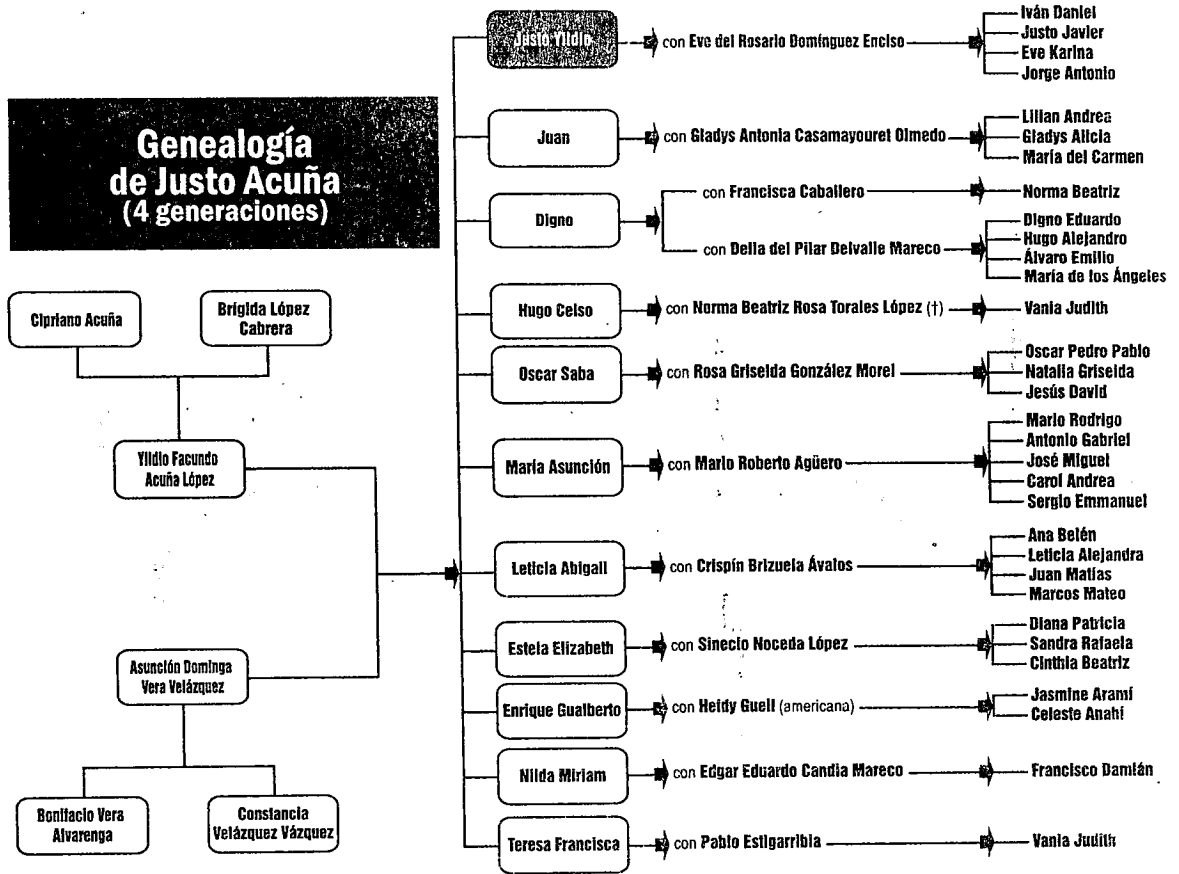 Genealogía
de Justo Acuña
(4 generaciones)
Cipriano Acuña
Brígida López
Cabrera
Ylidio Facundo
Acuña López
Asunción Dominga
Vera Velázquez
Bonifacio Vera
Alvarenga
Constancia
Velázquez Vázquez
Justo Ylidio
con Eve del Rosario Domínguez Enciso
Iván Daniel
Justo Javier
Eve Karina
Jorge Antonio
Juan
con Gladys Antonia Casamayouret Olmedo
Lilian Andrea
Gladys Alicia
María del Carmen
Digno
con Francisca Caballero
Norma Beatriz
con Delia del Pilar Delvalle Mareco
Digno Eduardo
Hugo Alejandro
Álvaro Emilio
María de los Ángeles
Hugo Celso
con Norma Beatriz Rosa Torales López (†)
Vania Judith
Oscar Saba
con Rosa Griselda González Morel
Oscar Pedro Pablo
Natalia Griselda
Jesús David
María Asunción
con Mario Roberto Agüero
Mario Rodrigo
Antonio Gabriel
José Miguel
Carol Andrea
Sergio Emmanuel
Leticia Abigail
con Crispín Brizuela Ávalos
Ana Belén
Leticia Alejandra
Juan Matías
Marcos Mateo
Estela Elizabeth
con Sinecio Noceda López
Diana Patricia
Sandra Rafaela
Cinthia Beatriz
Enrique Gualberto
con Heidy Guell (americana)
Jasmine Aramí
Celeste Anahí
Nilda Miriam
con Edgar Eduardo Candia Mareco
Francisco Damián
Teresa Francisca
con Pablo Estigarribia
Vania Judith